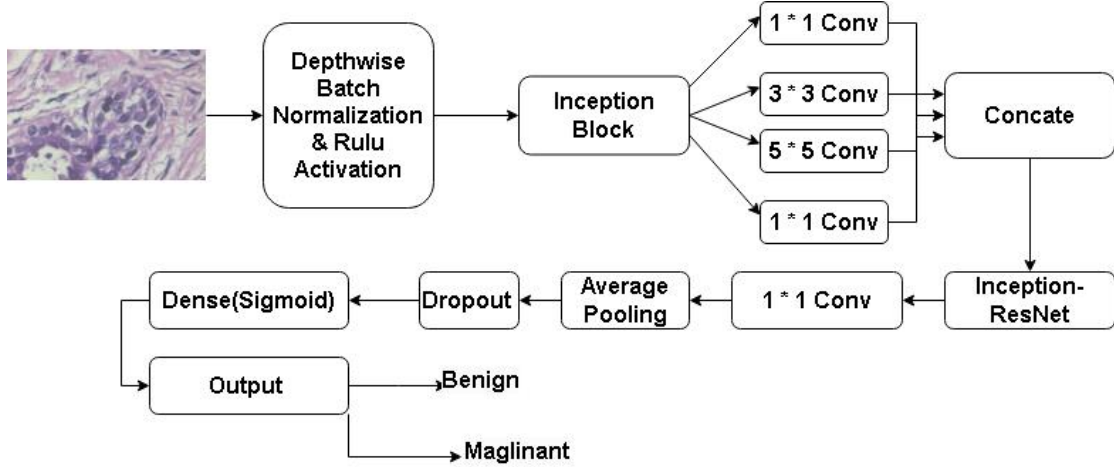 Depthwise
Batch
Normalization
& Rulu
Activation
Inception
Block
1 * 1 Conv
3 * 3 Conv
5 * 5 Conv
1 * 1 Conv
Concate
Inception-
ResNet
1 * 1 Conv
Average
Pooling
Dropout
Dense(Sigmoid)
Output
Benign
Maglinant